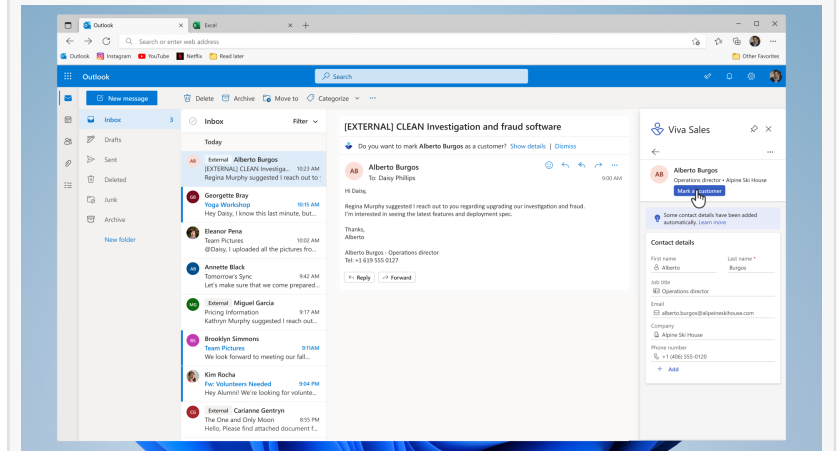 Outlook
Excel
Search or enter web address
Outlook Instagram YouTube Netflix Read later
Other Favorites
Outlook
Search
New message
Delete Archive Move to Categorize
Inbox 3
Drafts
Sent
Deleted
Junk
Archive
New folder
Inbox Filter
Today
AB External Alberto Burgos
[EXTERNAL] CLEAN Investiga... 10:23 AM
Regina Murphy suggested I reach out to
GB Georgette Bray
Yoga Workshop 10:15 AM
Hey Daisy, I know this last minute, but...
Eleanor Pena
Team Pictures 10:02 AM
@Daisy, I uploaded all the pictures fro...
AB Annette Black
Tomorrow's Sync 9:42 AM
Let's make sure that we come prepared...
MG External Miguel Garcia
Pricing Information 9:17 AM
Kathryn Murphy suggested I reach out...
BS Brooklyn Simmons
Team Pictures 9:11AM
We look forward to meeting our fall...
Kim Rocha
Fw: Volunteers Needed 9:04 PM
Hey Alumni! We're looking for volunte...
CG External Carianne Gentryn
The One and Only Moon 8:55 PM
Hello, Please find attached document f...
[EXTERNAL] CLEAN Investigation and fraud software
Do you want to mark Alberto Burgos as a customer? Show details | Dismiss
AB Alberto Burgos
To: Daisy Phillips 9:00 AM
Hi Daisy,
Regina Murphy suggested I reach out to you regarding upgrading our investigation and fraud.
I'm interested in seeing the latest features and deployment spec.
Thanks,
Alberto
Alberto Burgos - Operations director
Tel: +1 619 555 0127
Reply Forward
Viva Sales
AB Alberto Burgos
Operations director • Alpine Ski House
Mark as customer
Some contact details have been added
automatically. Learn more
Contact details
First name Last name *
Alberto Burgos
Job title
Operations director
Email
alberto.burgos@alipeineskihouse.com
Company
Alpine Ski House
Phone number
+1 (406) 555-0120
+ Add